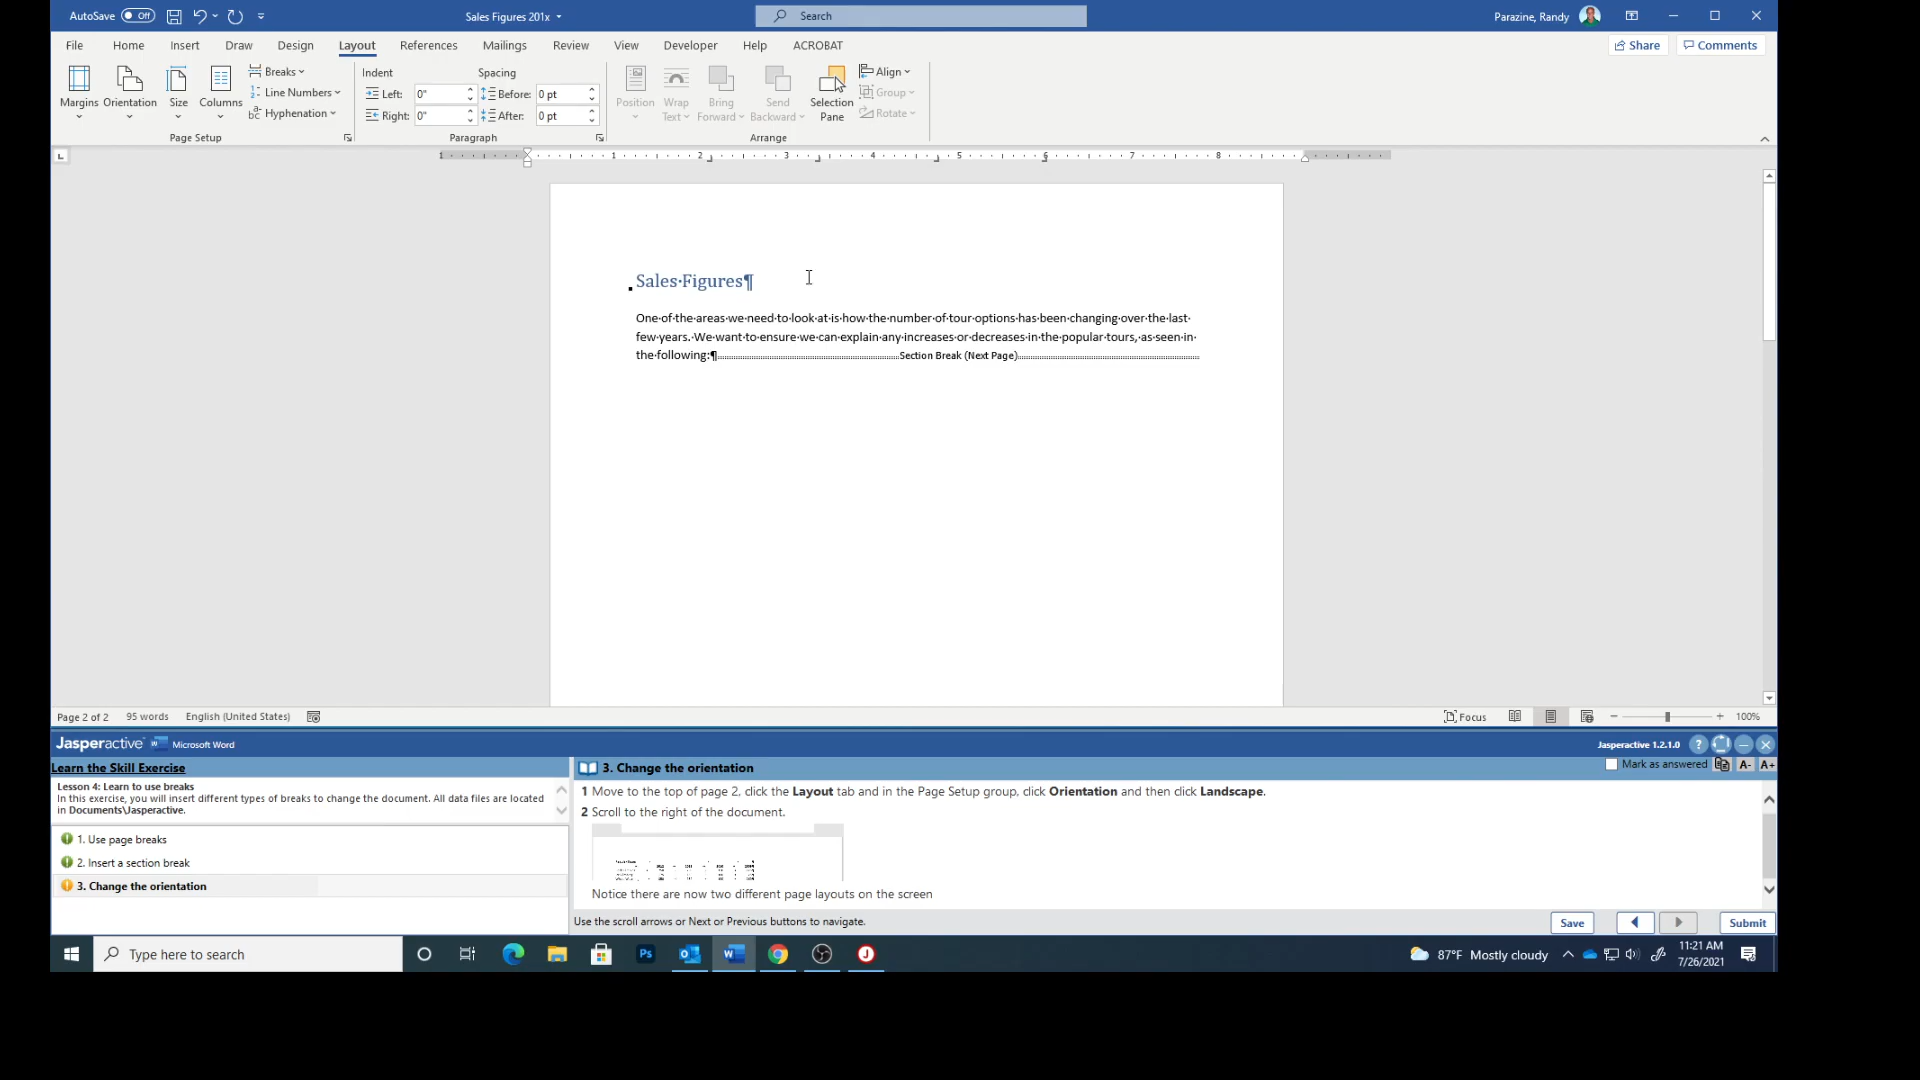 AutoSave Off
Sales Figures 201x
Search
Parazine, Randy
File Home Insert Draw Design Layout References Mailings Review View Developer Help ACROBAT
Share Comments
Margins
Orientation
Size
Columns
Breaks
Line Numbers
Hyphenation
Page Setup
Indent
Left: 0"
Right: 0"
Spacing
Before: 0 pt
After: 0 pt
Paragraph
Position
Wrap
Text
Bring
Forward
Send
Backward
Selection
Pane
Align
Group
Rotate
Arrange
1 1 2 3 4 5 6 7 8
Sales·Figures¶
One·of·the·areas·we·need·to·look·at·is·how·the·number·of·tour·options·has·been·changing·over·the·last·
few·years.·We·want·to·ensure·we·can·explain·any·increases·or·decreases·in·the·popular·tours,·as·seen·in·
the·following:¶ Section Break (Next Page)
Page 2 of 2 95 words English (United States)
Focus
100%
Jasperactive Microsoft Word
Jasperactive 1.2.1.0
Learn the Skill Exercise
Lesson 4: Learn to use breaks
In this exercise, you will insert different types of breaks to change the document. All data files are located
in Documents\Jasperactive.
1. Use page breaks
2. Insert a section break
3. Change the orientation
3. Change the orientation
Mark as answered A- A+
1 Move to the top of page 2, click the Layout tab and in the Page Setup group, click Orientation and then click Landscape.
2 Scroll to the right of the document.
Notice there are now two different page layouts on the screen
Use the scroll arrows or Next or Previous buttons to navigate.
Save
Submit
Type here to search
Ps
87°F Mostly cloudy
11:21 AM
7/26/2021